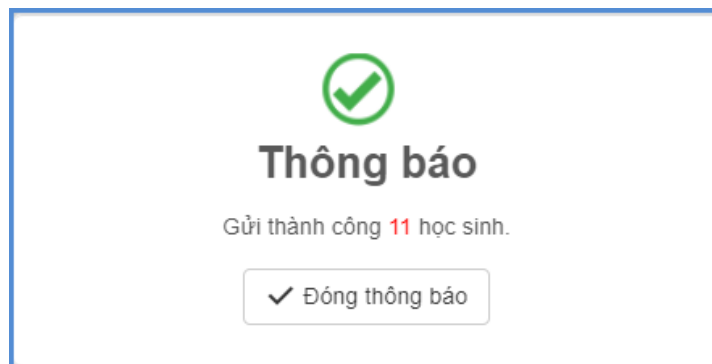 Thông báo
Gửi thành công 11 học sinh.
Đóng thông báo